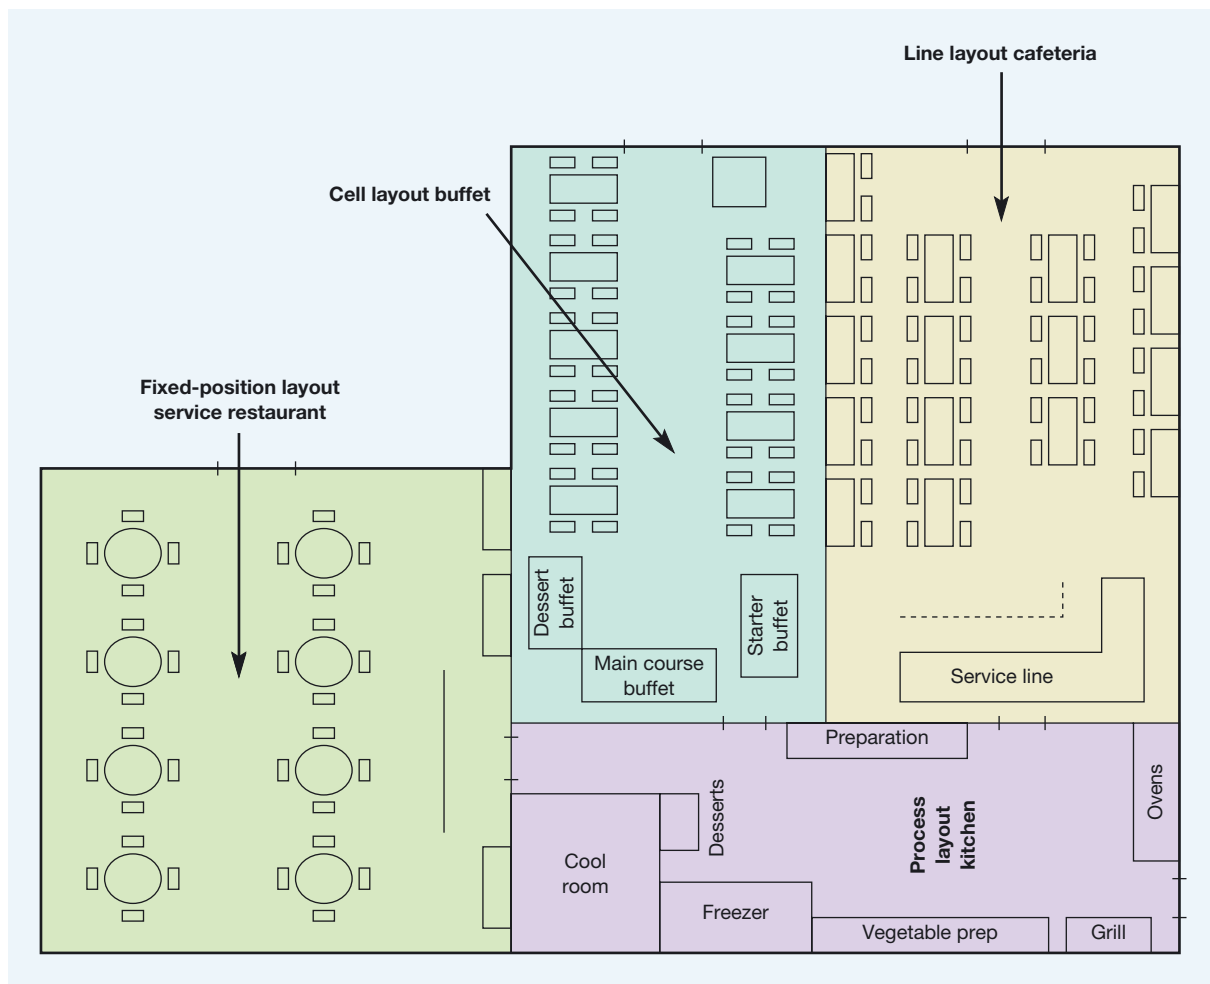 Line layout cafeteria
Cell layout buffet
Fixed-position layout
service restaurant
Dessert
buffet
Main course
buffet
Starter
buffet
Service line
Preparation
Ovens
Desserts
Process
layout
kitchen
Cool
room
Freezer
Vegetable prep
Grill